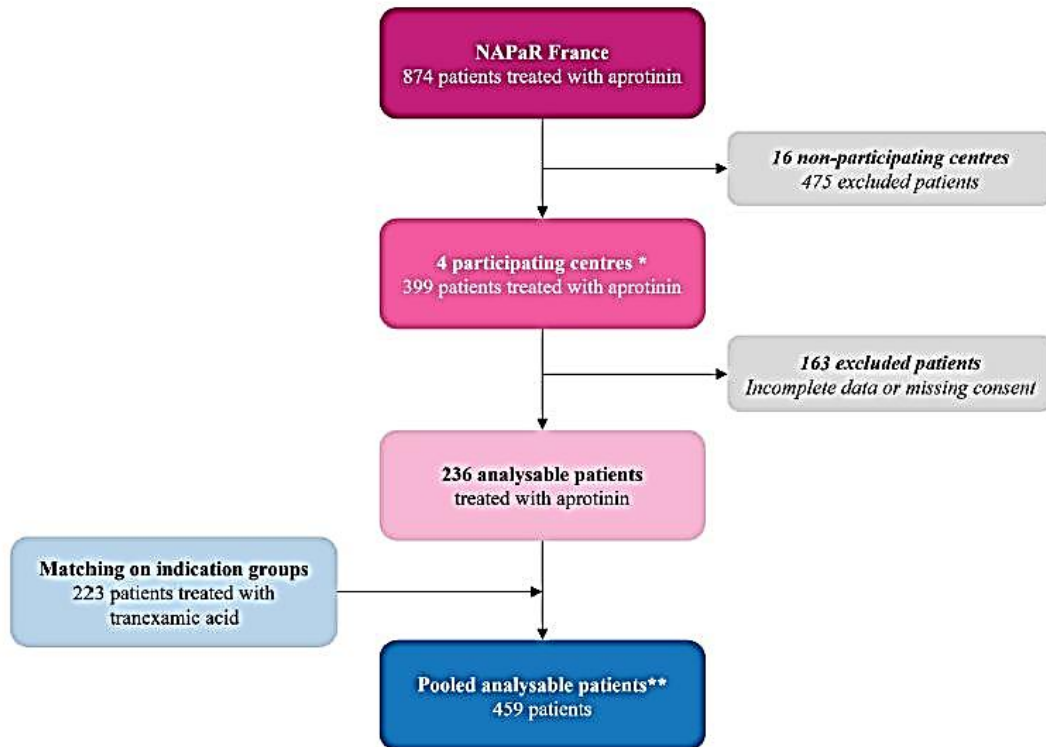 NAPaR France
874 patients treated with aprotinin
16 non-participating centres
475 excluded patients
4 participating centres *
399 patients treated with aprotinin
163 excluded patients
Incomplete data or missing consent
236 analysable patients
treated with aprotinin
Matching on indication groups
223 patients treated with
trancxamic acid
Pooled analysable patients**
459 patients